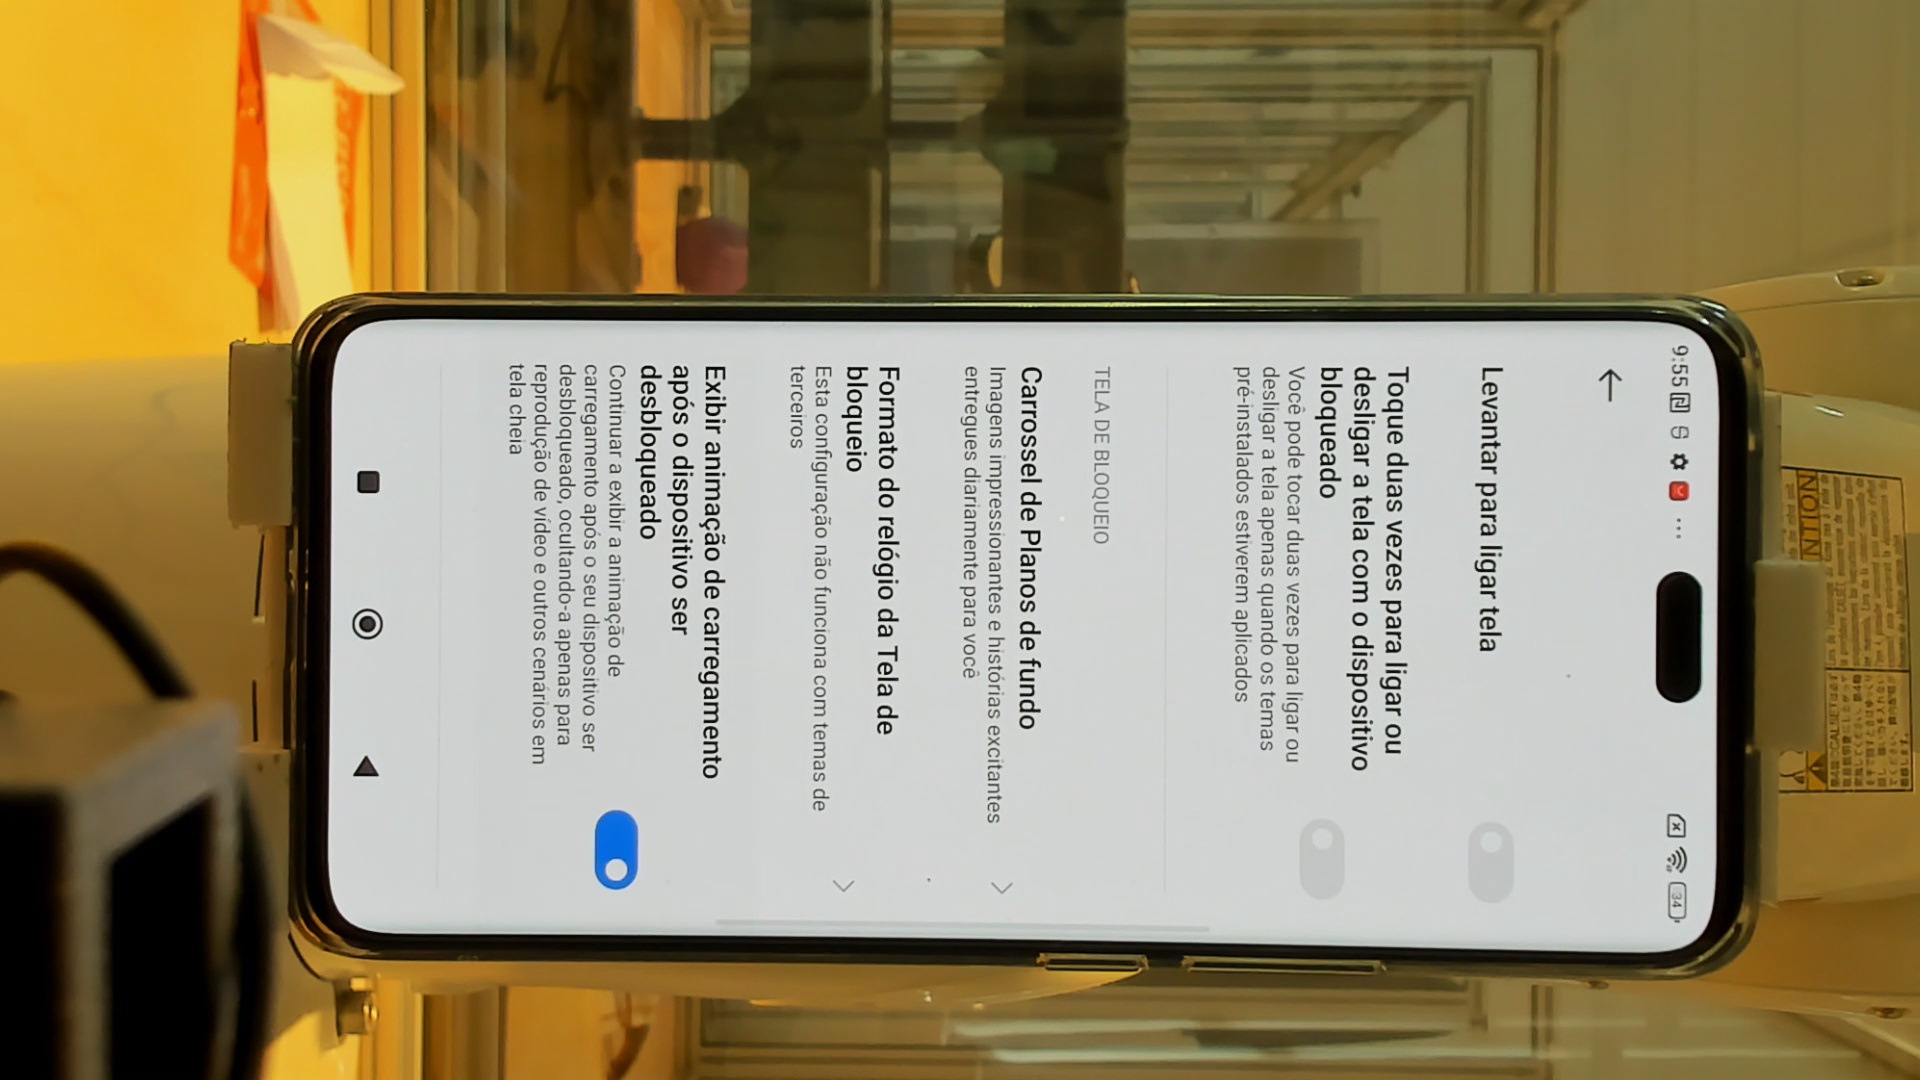 9:55
34
Levantar para ligar tela
Toque duas vezes para ligar ou
desligar a tela com o dispositivo
bloqueado
Você pode tocar duas vezes para ligar ou
desligar a tela apenas quando os temas
pré-instalados estiverem aplicados
TELA DE BLOQUEIO
Carrossel de Planos de fundo
Imagens impressionantes e histórias excitantes
entregues diariamente para você
Formato do relógio da Tela de
bloqueio
Esta configuração não funciona com temas de
terceiros
Exibir animação de carregamento
após o dispositivo ser
desbloqueado
Continuar a exibir a animação de
carregamento após o seu dispositivo ser
desbloqueado, ocultando-a apenas para
reprodução de vídeo e outros cenários em
tela cheia